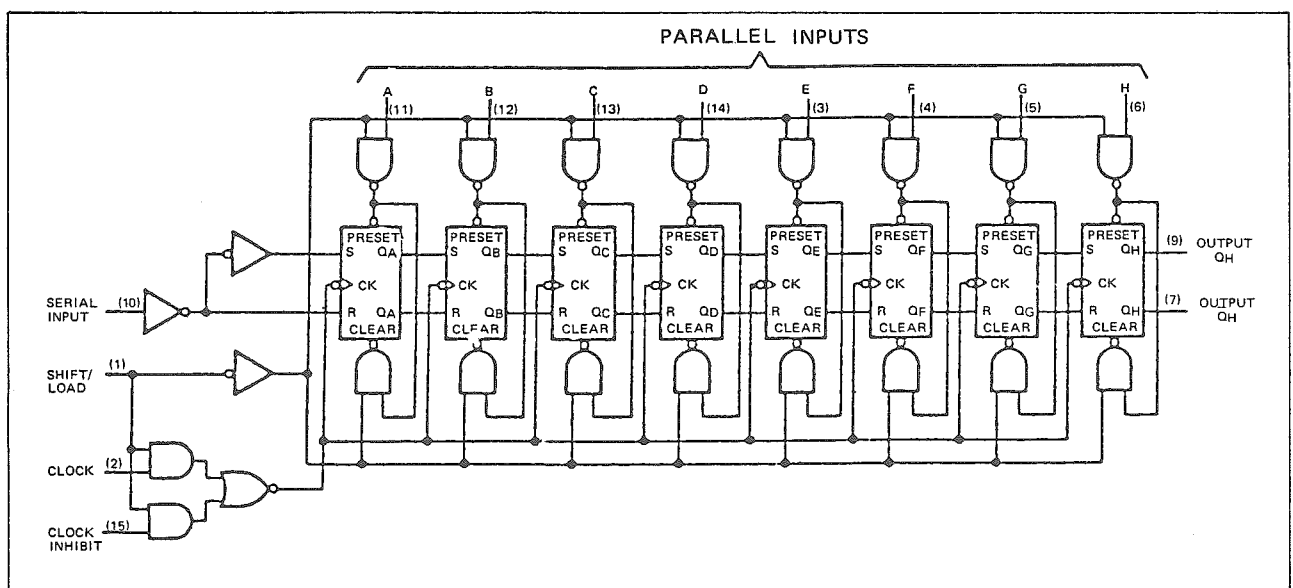 PARALLEL INPUTS
A B C D E F G H
(11) (12) (13) (14) (3) (4) (5) (6)
PRESET PRESET PRESET PRESET PRESET PRESET PRESET PRESET
S QA S QB S QC S QD S QE S QF S QG S QH (9) OUTPUT QH
CK CK CK CK CK CK CK CK
SERIAL INPUT (10)
R QA R QB R QC R QD R QE R QF R QG R QH (7) OUTPUT QH
CLEAR CLEAR CLEAR CLEAR CLEAR CLEAR CLEAR CLEAR
SHIFT/ LOAD (1)
CLOCK (2)
CLOCK INHIBIT (15)